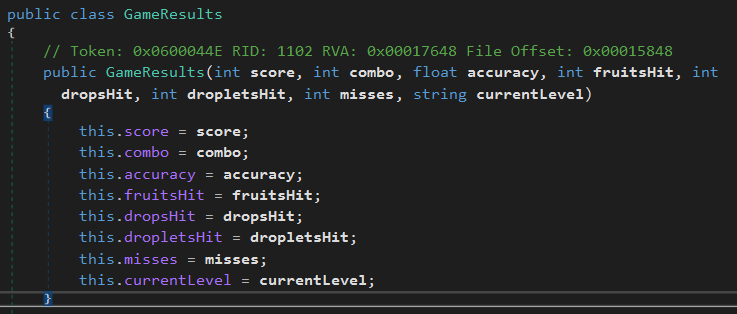 public class GameResults
{
// Token: 0x0600044E RID: 1102 RVA: 0x00017648 File Offset: 0x00015848
public GameResults(int score, int combo, float accuracy, int fruitsHit, int
dropsHit, int dropletsHit, int misses, string currentLevel)
{
this.score = score;
this.combo = combo;
this.accuracy = accuracy;
this.fruitsHit = fruitsHit;
this.dropsHit = dropsHit;
this.dropletsHit = dropletsHit;
this.misses = misses;
this.currentLevel = currentLevel;
}